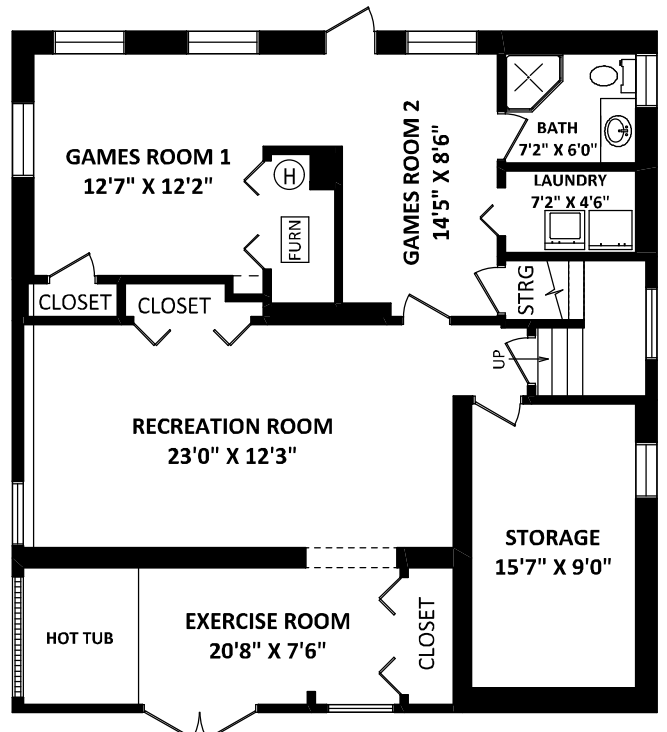 GAMES ROOM 1
12'7" X 12'2"
GAMES ROOM 2
14'5" X 8'6"
BATH
7'2" X 6'0"
LAUNDRY
7'2" X 4'6"
H
FURN
CLOSET
CLOSET
STRG
UP
RECREATION ROOM
23'0" X 12'3"
STORAGE
15'7" X 9'0"
EXERCISE ROOM
20'8" X 7'6"
HOT TUB
CLOSET